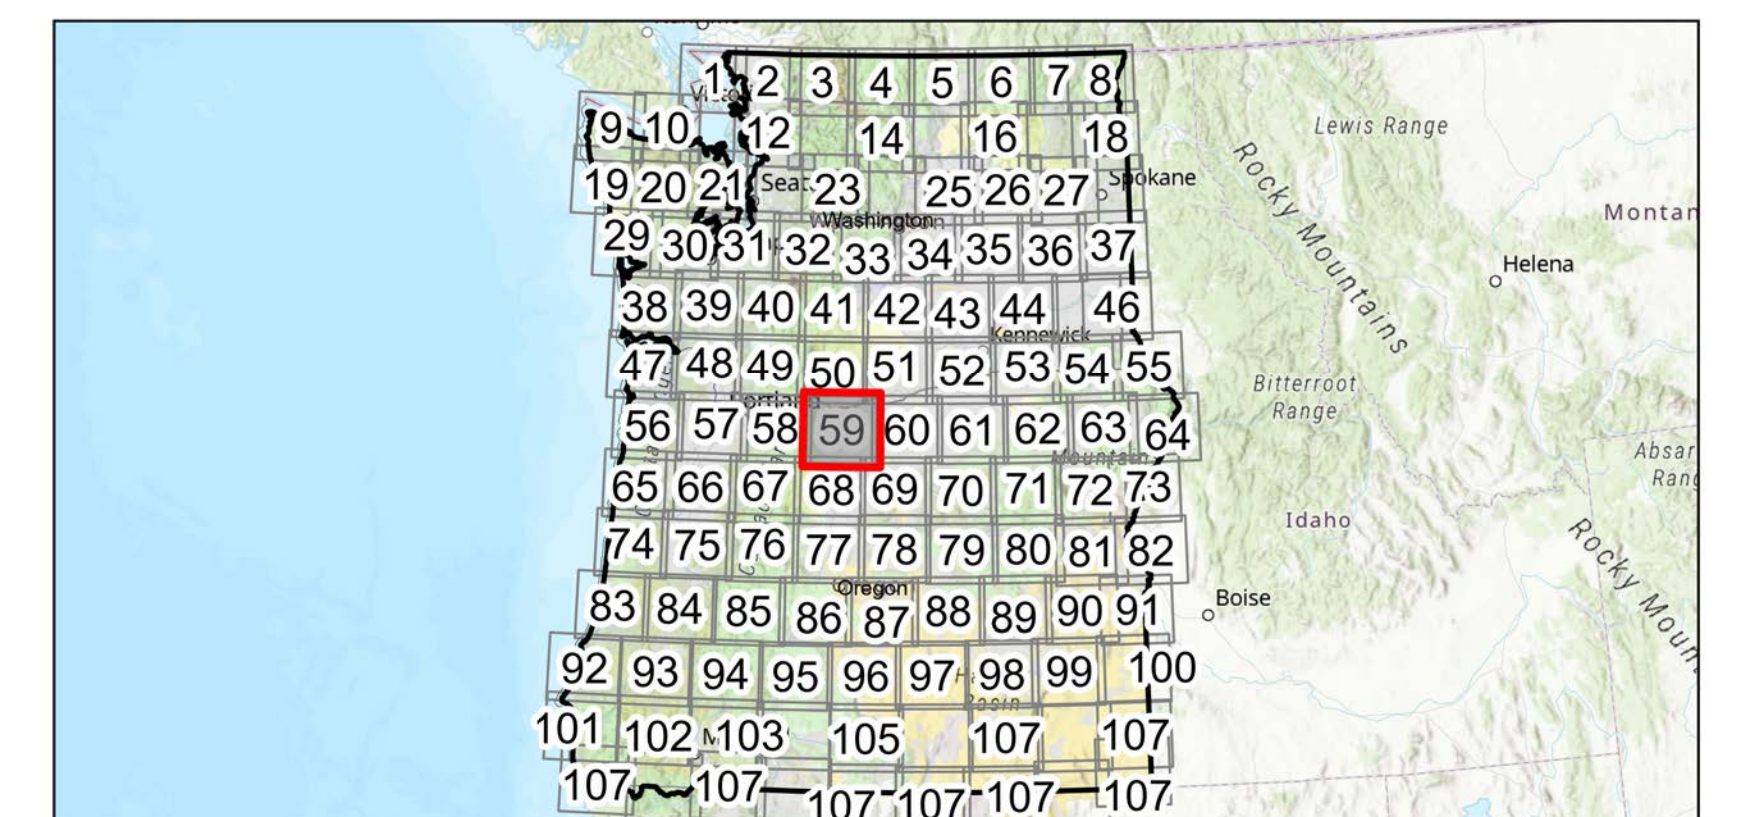 1 2 3 4 5 6 7 8
9 10 12 14 16 18 Lewis Range
19 20 21 23 25 26 27 Spokane
Rocky Mountains
Washington
29 30 31 32 33 34 35 36 37
Helena
38 39 40 41 42 43 44 46
Kennewick
47 48 49 50 51 52 53 54 55
Bitterroot
Range
56 57 58 59 60 61 62 63 64
Mountain
65 66 67 68 69 70 71 72 73
Idaho
74 75 76 77 78 79 80 81 82
Oregon
Boise
83 84 85 86 87 88 89 90 91
92 93 94 95 96 97 98 99 100
Basin
101 102 103 105 107 107
107 107 107 107 107 107